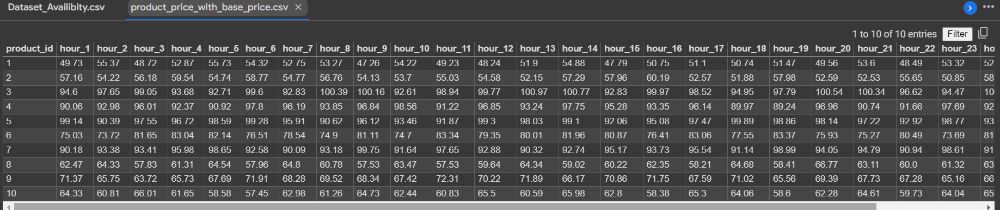 Dataset_Availibity.csv product_price_with_base_price.csv
1 to 10 of 10 entries Filter
product_id hour_1 hour_2 hour_3 hour_4 hour_5 hour_6 hour_7 hour_8 hour_9 hour_10 hour_11 hour_12 hour_13 hour_14 hour_15 hour_16 hour_17 hour_18 hour_19 hour_20 hour_21 hour_22 hour_23 ho
1 49.73 55.37 48.72 52.87 55.73 54.32 52.75 53.27 47.26 54.22 49.23 48.24 51.9 54.88 47.79 50.75 51.1 50.74 51.47 49.56 53.6 48.49 53.32 52
2 57.16 54.22 56.18 59.54 54.74 58.77 54.77 56.76 54.13 53.7 55.03 54.58 52.15 57.29 57.96 60.19 52.57 51.88 57.98 52.59 52.53 55.65 50.85 58
3 94.6 97.65 99.05 93.68 92.71 99.6 92.83 100.39 100.16 92.61 98.94 99.77 100.97 100.77 92.83 99.97 98.52 94.95 97.79 100.54 100.34 96.62 94.47 10
4 90.06 92.98 96.01 92.37 90.92 97.8 96.19 93.85 96.84 98.56 91.22 96.85 93.24 97.75 95.28 93.35 96.14 89.97 89.24 96.96 90.74 91.66 97.69 92
5 99.14 90.39 97.55 96.72 98.59 99.28 95.91 90.62 96.12 93.46 91.87 99.3 98.03 99.1 92.06 95.08 97.47 99.89 98.86 98.14 97.22 92.92 98.77 93
6 75.03 73.72 81.65 83.04 82.14 76.51 78.54 74.9 81.11 74.7 83.34 79.35 80.01 81.96 80.87 76.41 83.06 77.55 83.37 75.93 75.27 80.49 73.69 81
7 90.18 93.38 93.41 95.98 98.65 92.58 90.09 93.18 99.75 91.64 97.65 92.88 90.32 92.74 95.17 93.73 95.54 91.14 98.99 94.05 94.79 90.94 98.61 91
8 62.47 64.33 57.83 61.31 64.54 57.96 64.8 60.78 57.53 63.47 57.53 59.64 64.34 59.02 60.22 62.35 58.21 64.68 58.41 66.77 63.11 60.0 61.32 63
9 71.37 65.75 63.72 65.73 67.69 71.91 68.28 69.52 68.34 67.42 72.31 70.22 71.89 66.17 70.86 71.75 67.59 71.02 65.56 69.39 67.73 67.28 65.16 66
10 64.33 60.81 66.01 61.65 58.58 57.45 62.98 61.26 64.73 62.44 60.83 65.5 60.59 65.98 62.8 58.38 65.3 64.06 58.6 62.28 64.61 59.73 64.04 65